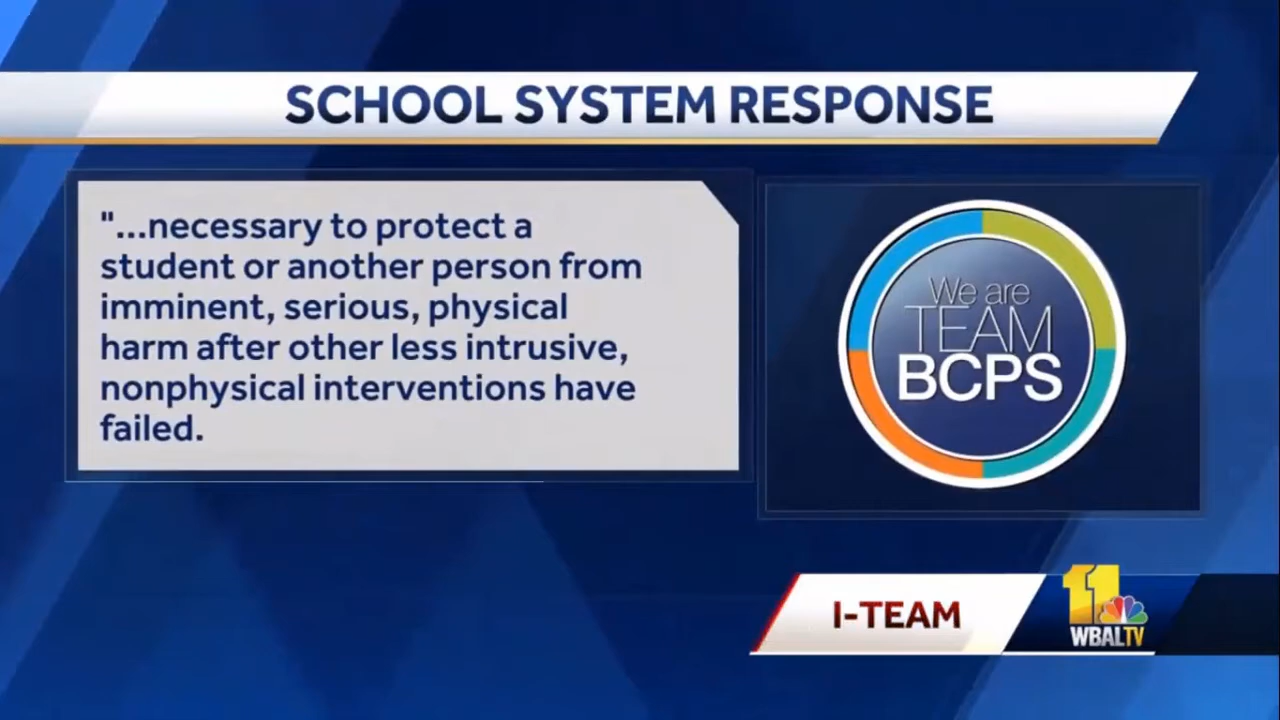 SCHOOL SYSTEM RESPONSE
"...necessary to protect a
student or another person from
imminent, serious, physical
harm after other less intrusive,
nonphysical interventions have
failed.
We are
TEAM
BCPS
I-TEAM
11
WBALTV